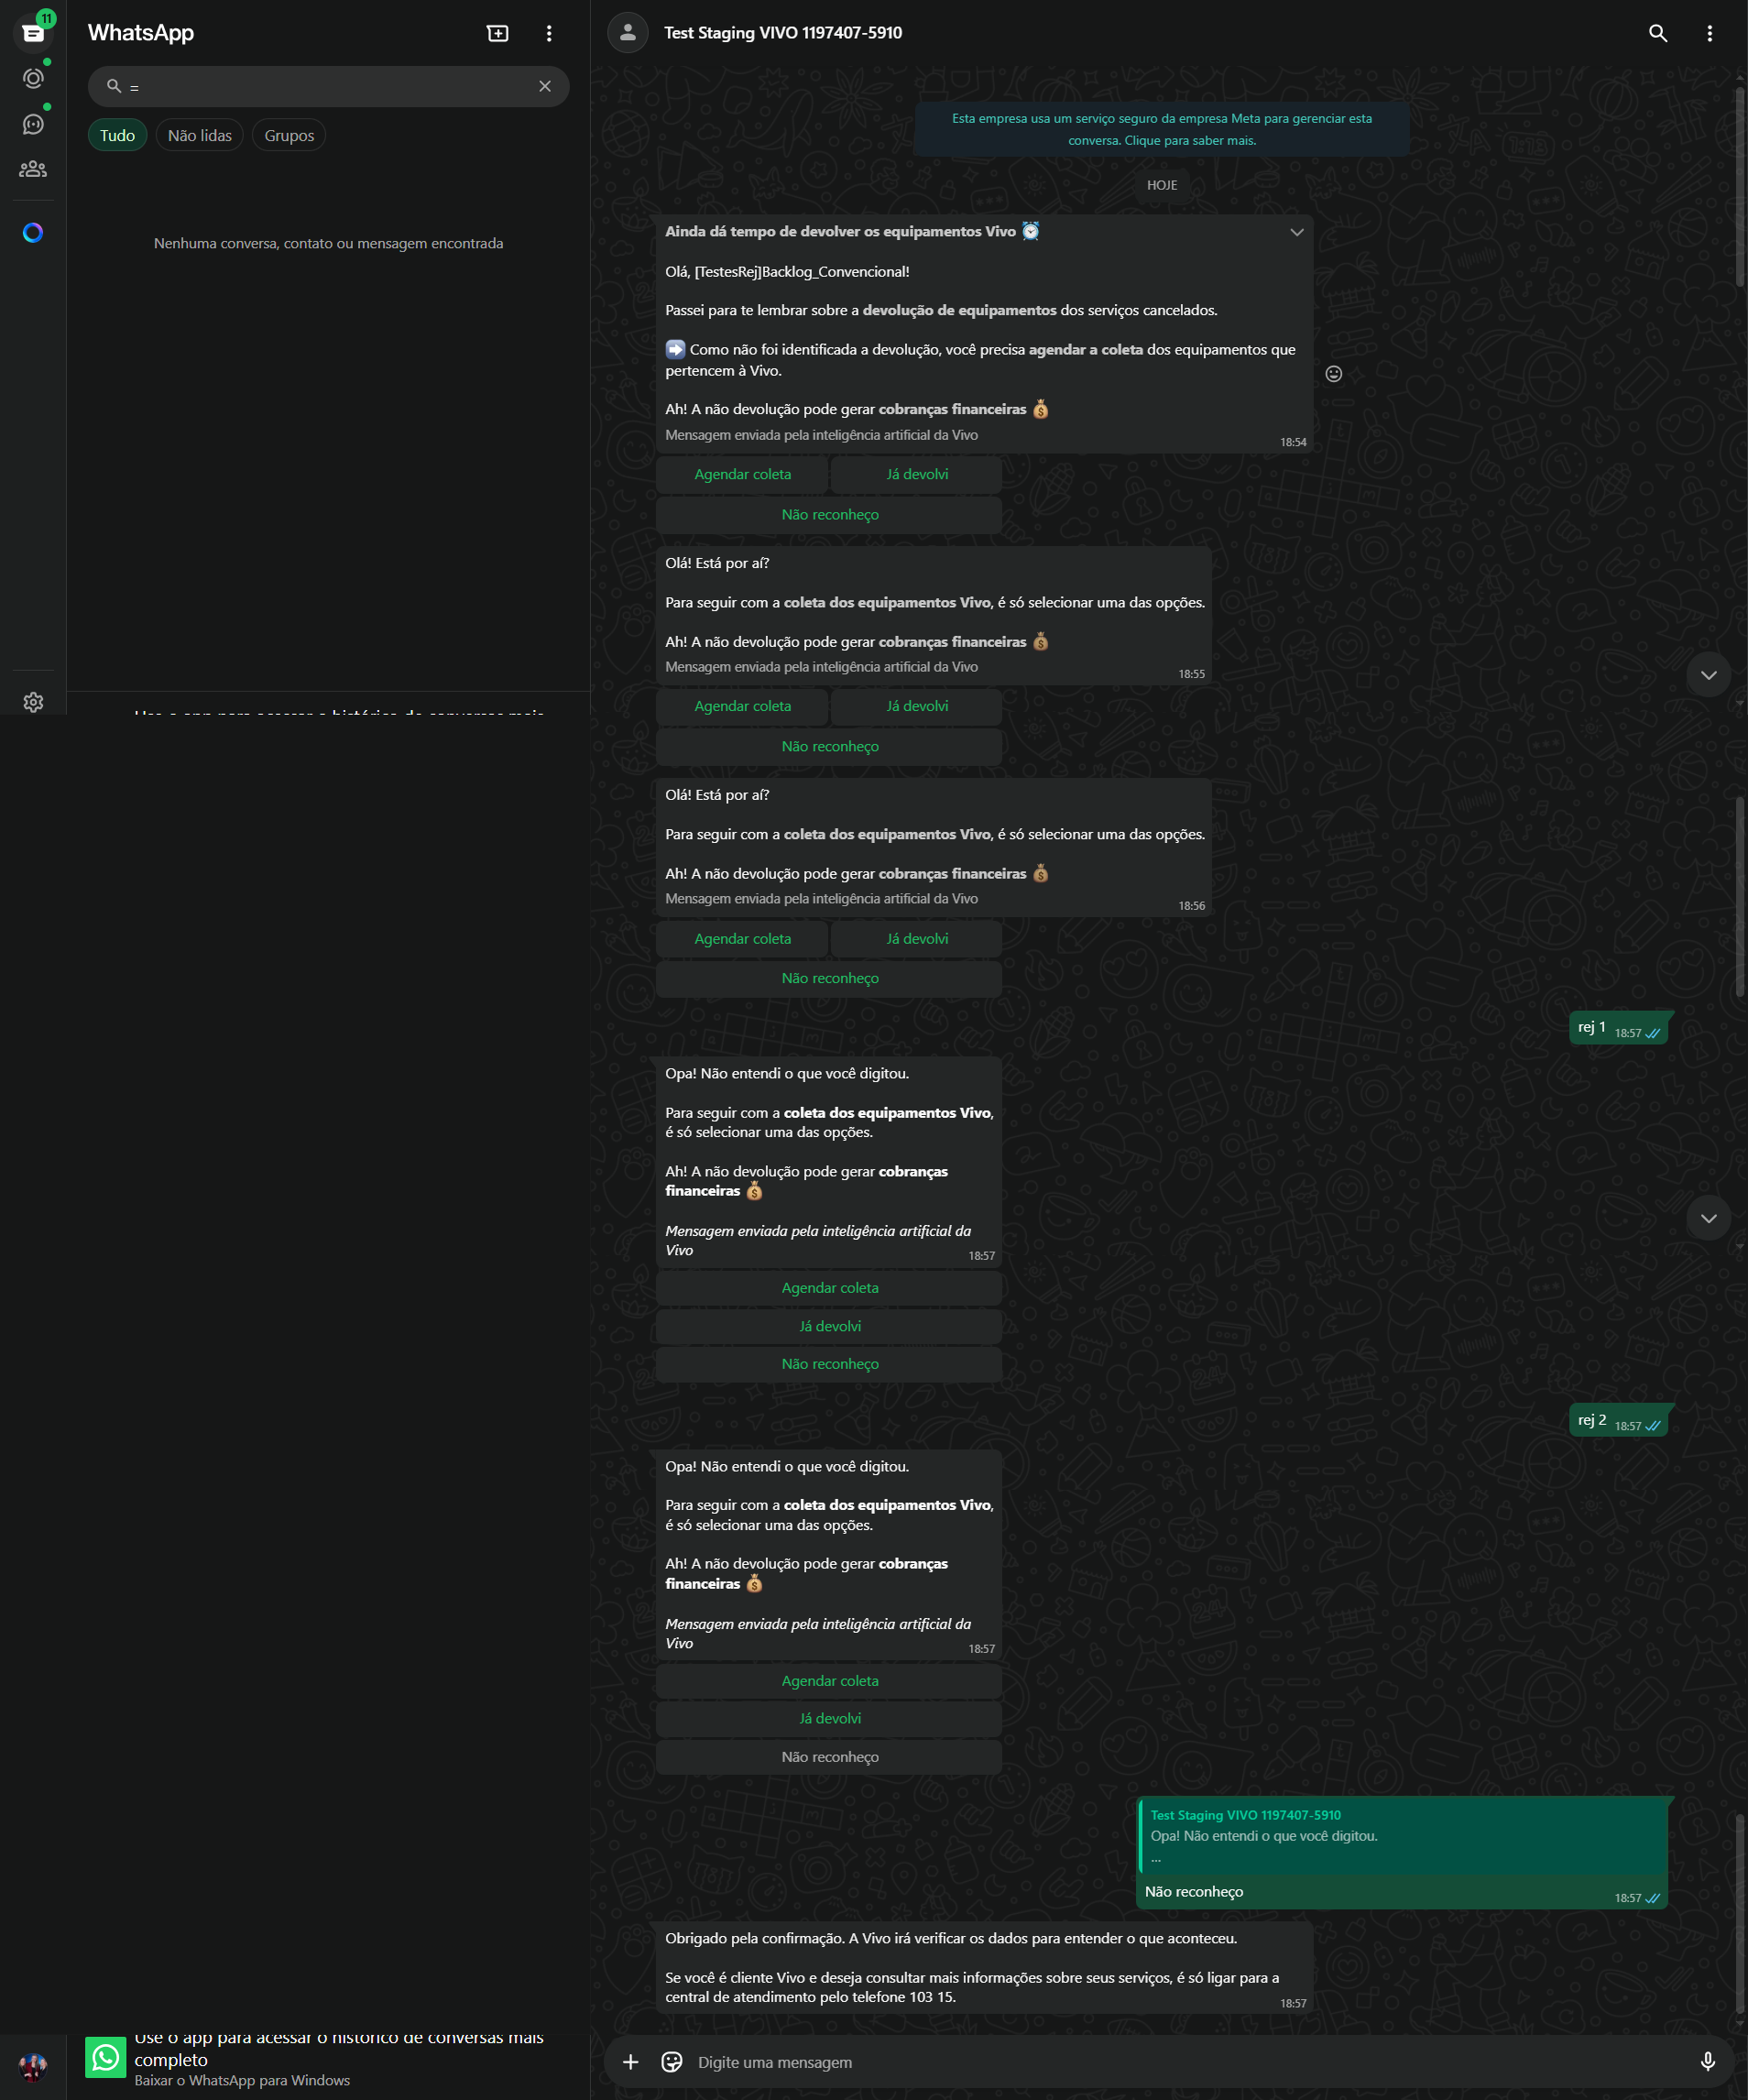 11
WhatsApp
=
Tudo
Não lidas
Grupos
Nenhuma conversa, contato ou mensagem encontrada
Test Staging VIVO 1197407-5910
Esta empresa usa um serviço seguro da empresa Meta para gerenciar esta
conversa. Clique para saber mais.
HOJE
Ainda dá tempo de devolver os equipamentos Vivo ⏰
Olá, [TestesRej]Backlog_Convencional!
Passei para te lembrar sobre a devolução de equipamentos dos serviços cancelados.
➡️ Como não foi identificada a devolução, você precisa agendar a coleta dos equipamentos que
pertencem à Vivo.
Ah! A não devolução pode gerar cobranças financeiras 💰
Mensagem enviada pela inteligência artificial da Vivo
18:54
Agendar coleta
Já devolvi
Não reconheço
Olá! Está por aí?
Para seguir com a coleta dos equipamentos Vivo, é só selecionar uma das opções.
Ah! A não devolução pode gerar cobranças financeiras 💰
Mensagem enviada pela inteligência artificial da Vivo
18:55
Agendar coleta
Já devolvi
Não reconheço
Olá! Está por aí?
Para seguir com a coleta dos equipamentos Vivo, é só selecionar uma das opções.
Ah! A não devolução pode gerar cobranças financeiras 💰
Mensagem enviada pela inteligência artificial da Vivo
18:56
Agendar coleta
Já devolvi
Não reconheço
rej 1
18:57
Opa! Não entendi o que você digitou.
Para seguir com a coleta dos equipamentos Vivo,
é só selecionar uma das opções.
Ah! A não devolução pode gerar cobranças
financeiras 💰
Mensagem enviada pela inteligência artificial da
Vivo
18:57
Agendar coleta
Já devolvi
Não reconheço
rej 2
18:57
Opa! Não entendi o que você digitou.
Para seguir com a coleta dos equipamentos Vivo,
é só selecionar uma das opções.
Ah! A não devolução pode gerar cobranças
financeiras 💰
Mensagem enviada pela inteligência artificial da
Vivo
18:57
Agendar coleta
Já devolvi
Não reconheço
Test Staging VIVO 1197407-5910
Opa! Não entendi o que você digitou.
...
Não reconheço
18:57
Obrigado pela confirmação. A Vivo irá verificar os dados para entender o que aconteceu.
Se você é cliente Vivo e deseja consultar mais informações sobre seus serviços, é só ligar para a
central de atendimento pelo telefone 103 15.
18:57
Use o app para acessar o histórico de conversas mais
completo
Baixar o WhatsApp para Windows
Digite uma mensagem